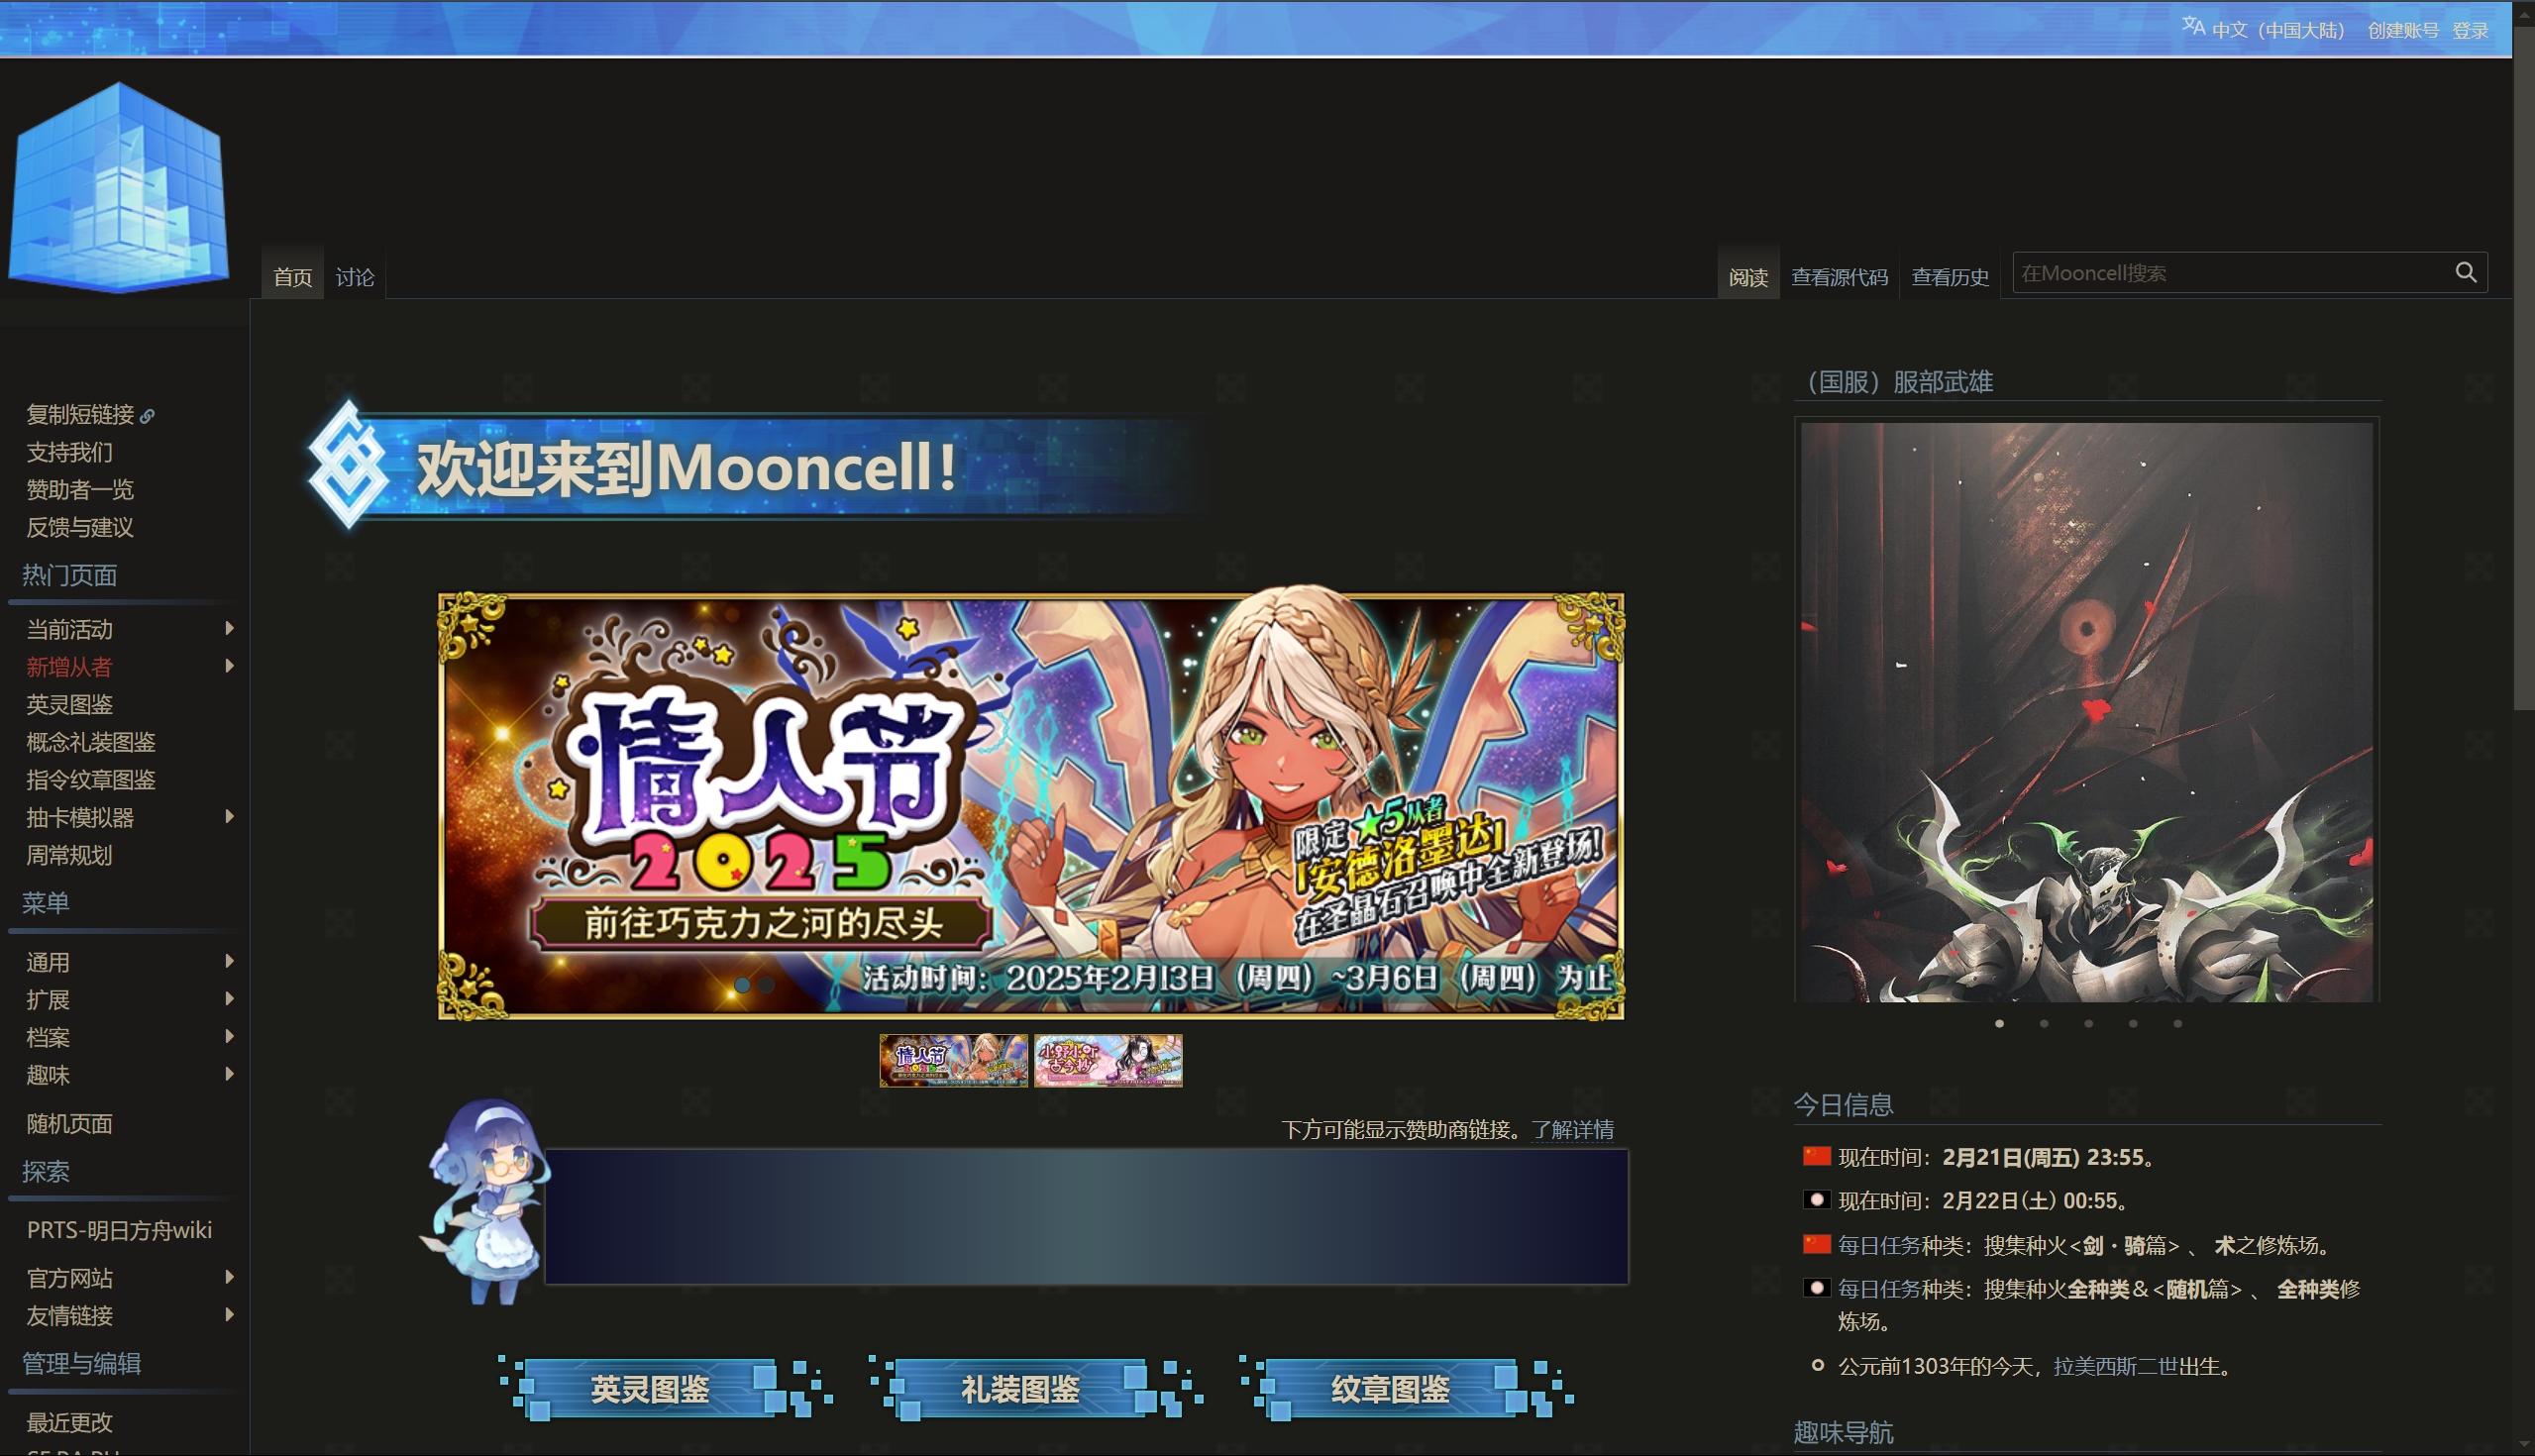 中文（中国大陆） 创建账号 登录
首页 讨论 阅读 查看源代码 查看历史 在Mooncell搜索
复制短链接
支持我们
赞助者一览
反馈与建议
热门页面
当前活动
新增从者
英灵图鉴
概念礼装图鉴
指令纹章图鉴
抽卡模拟器
周常规划
菜单
通用
扩展
档案
趣味
随机页面
探索
PRTS-明日方舟wiki
官方网站
友情链接
管理与编辑
最近更改
欢迎来到Mooncell！
情人节
2025
前往巧克力之河的尽头
限定★5从者
「安德洛墨达」
在圣晶石召唤中全新登场!
活动时间：2025年2月13日（周四）~3月6日（周四）为止
情人节
2025
小野小町
古今抄
下方可能显示赞助商链接。了解详情
英灵图鉴 礼装图鉴 纹章图鉴
（国服）服部武雄
今日信息
现在时间：2月21日(周五) 23:55。
现在时间：2月22日(土) 00:55。
每日任务种类：搜集种火<剑・骑篇> 、 术之修炼场。
每日任务种类：搜集种火全种类＆<随机篇> 、 全种类修
炼场。
公元前1303年的今天，拉美西斯二世出生。
趣味导航